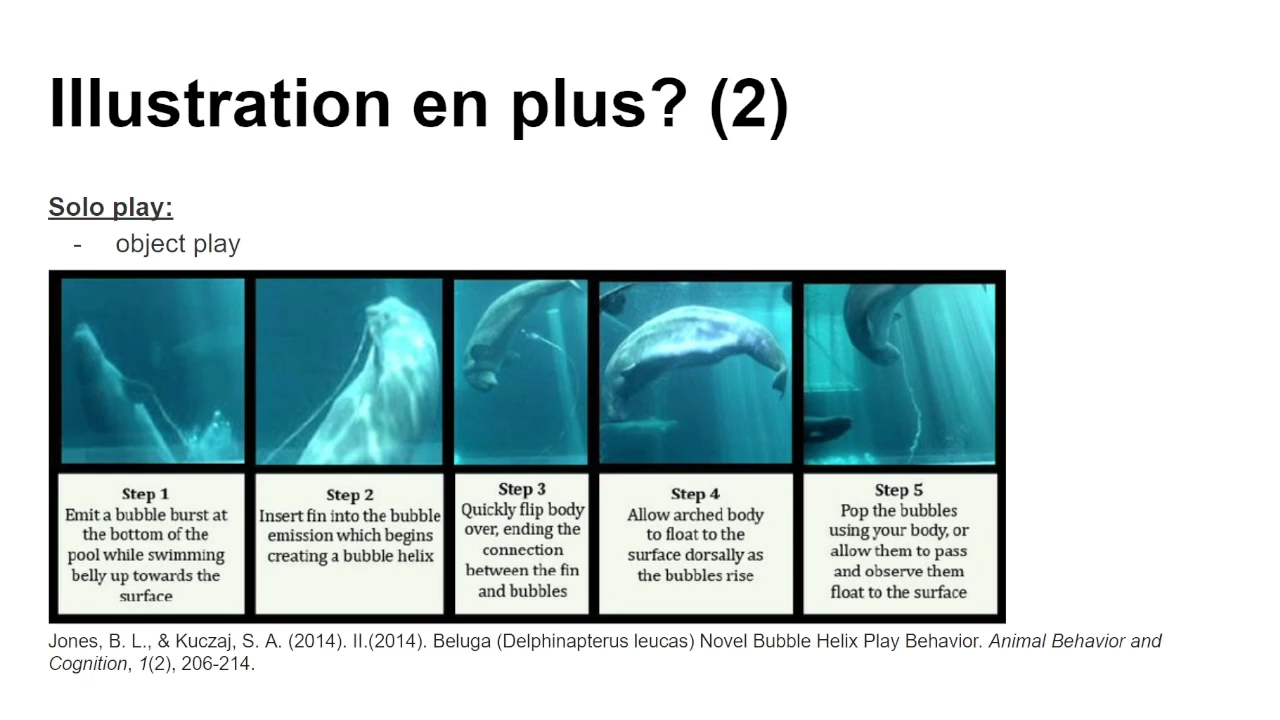 Illustration en plus? (2)
Solo play:
- object play
Step 1
Emit a bubble burst at
the bottom of the
pool while swimming
belly up towards the
surface
Step 2
Insert fin into the bubble
emission which begins
creating a bubble helix
Step 3
Quickly flip body
over, ending the
connection
between the fin
and bubbles
Step 4
Allow arched body
to float to the
surface dorsally as
the bubbles rise
Step 5
Pop the bubbles
using your body, or
allow them to pass
and observe them
float to the surface
Jones, B. L., & Kuczaj, S. A. (2014). II.(2014). Beluga (Delphinapterus leucas) Novel Bubble Helix Play Behavior. Animal Behavior and
Cognition, 1(2), 206-214.